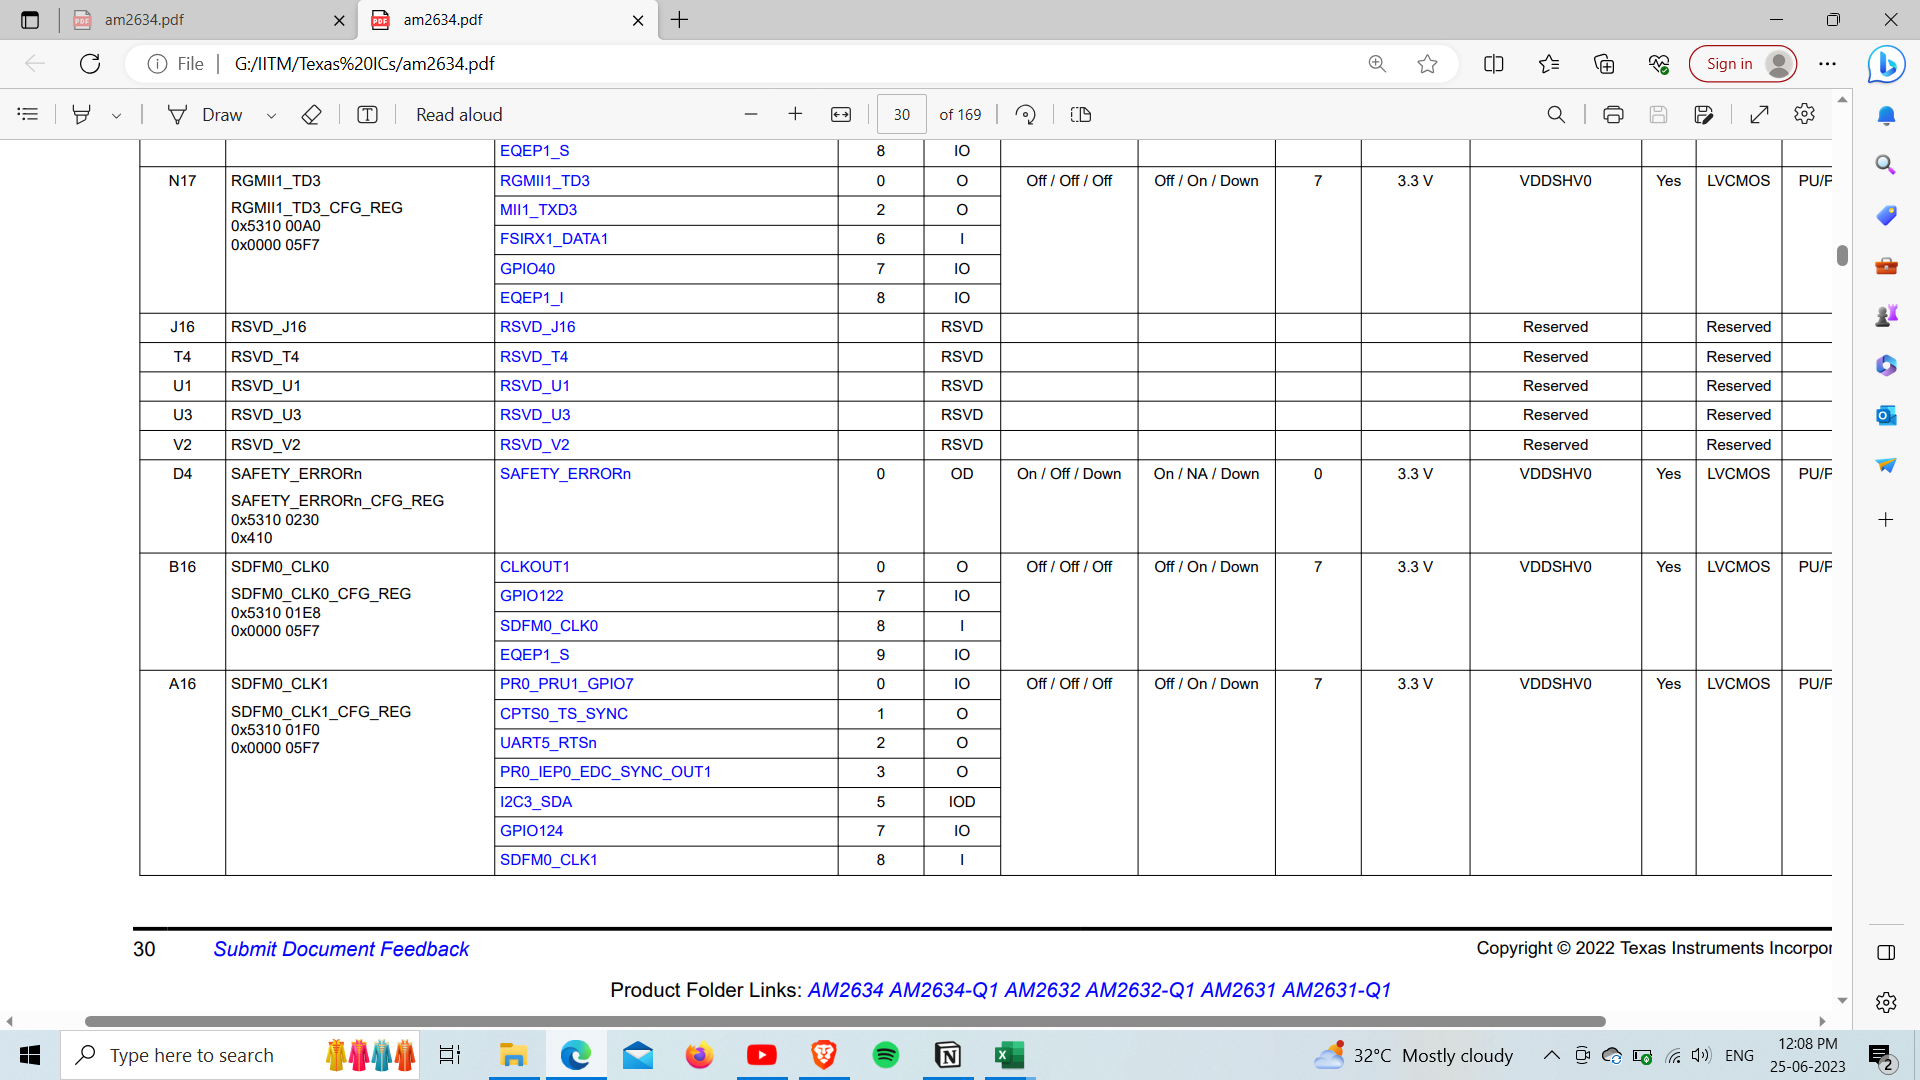 am2634.pdf
am2634.pdf
File G:/IITM/Texas%20ICs/am2634.pdf Sign in
Draw T Read aloud 30 of 169
EQEP1_S 8 IO
N17 RGMII1_TD3 RGMII1_TD3 0 O Off / Off / Off Off / On / Down 7 3.3 V VDDSHV0 Yes LVCMOS PU/P
RGMII1_TD3_CFG_REG MII1_TXD3 2 O
0x5310 00A0
0x0000 05F7 FSIRX1_DATA1 6 I
GPIO40 7 IO
EQEP1_I 8 IO
J16 RSVD_J16 RSVD_J16 RSVD Reserved Reserved
T4 RSVD_T4 RSVD_T4 RSVD Reserved Reserved
U1 RSVD_U1 RSVD_U1 RSVD Reserved Reserved
U3 RSVD_U3 RSVD_U3 RSVD Reserved Reserved
V2 RSVD_V2 RSVD_V2 RSVD Reserved Reserved
D4 SAFETY_ERRORn SAFETY_ERRORn 0 OD On / Off / Down On / NA / Down 0 3.3 V VDDSHV0 Yes LVCMOS PU/P
SAFETY_ERRORn_CFG_REG
0x5310 0230
0x410
B16 SDFM0_CLK0 CLKOUT1 0 O Off / Off / Off Off / On / Down 7 3.3 V VDDSHV0 Yes LVCMOS PU/P
SDFM0_CLK0_CFG_REG GPIO122 7 IO
0x5310 01E8
0x0000 05F7 SDFM0_CLK0 8 I
EQEP1_S 9 IO
A16 SDFM0_CLK1 PR0_PRU1_GPIO7 0 IO Off / Off / Off Off / On / Down 7 3.3 V VDDSHV0 Yes LVCMOS PU/P
SDFM0_CLK1_CFG_REG CPTS0_TS_SYNC 1 O
0x5310 01F0
0x0000 05F7 UART5_RTSn 2 O
PR0_IEP0_EDC_SYNC_OUT1 3 O
I2C3_SDA 5 IOD
GPIO124 7 IO
SDFM0_CLK1 8 I
30 Submit Document Feedback Copyright © 2022 Texas Instruments Incorpor
Product Folder Links: AM2634 AM2634-Q1 AM2632 AM2632-Q1 AM2631 AM2631-Q1
Type here to search 32°C Mostly cloudy ENG 12:08 PM
25-06-2023 2